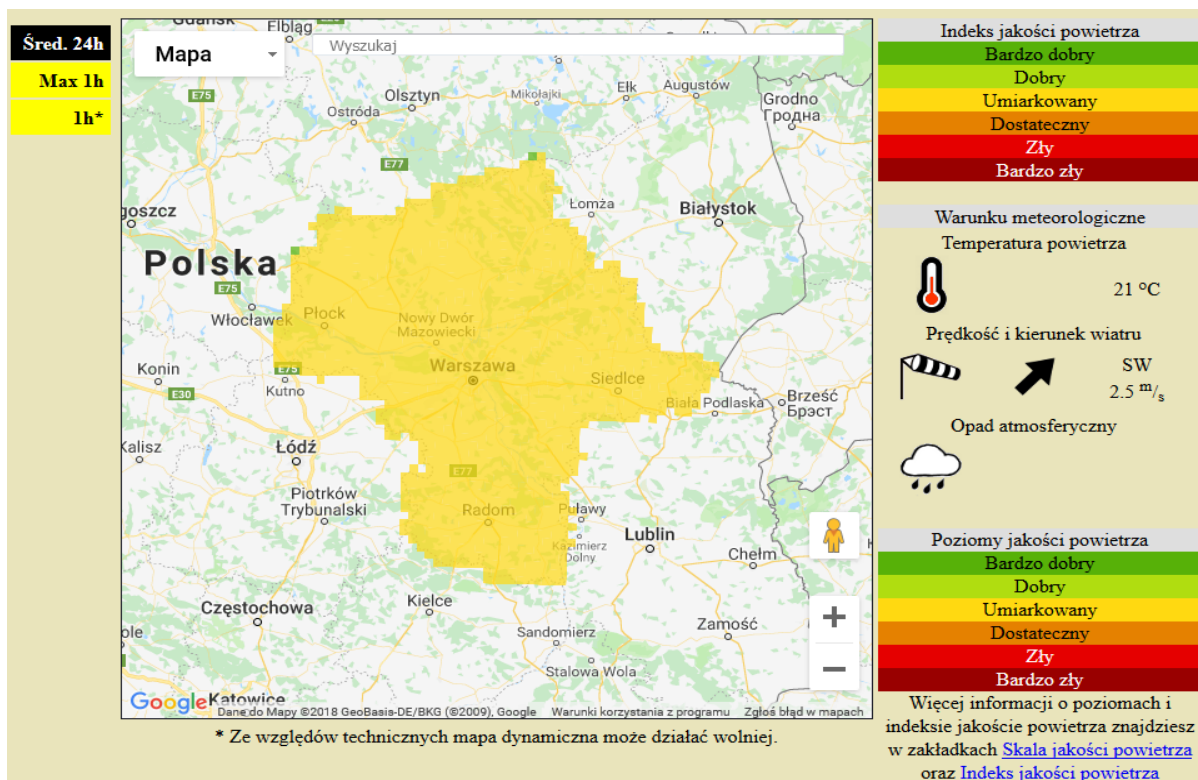 Śred. 24h
Max 1h
1h*
Mapa
Wyszukaj
Gdańsk
Elbląg
E75
Olsztyn
Ostróda
Mikołajki
Ełk
Augustów
Grodno
Гродна
E77
goszcz
Łomża
Białystok
Polska
E75
Włocławek
Płock
Nowy Dwór
Mazowiecki
Warszawa
Siedlce
Biała Podlaska
Brześć
Брэст
Konin
E30
E75
Kutno
Kalisz
Łódź
E77
Piotrków
Trybunalski
Radom
Puławy
Kazimierz
Dolny
Lublin
Chełm
Częstochowa
Kielce
Sandomierz
Stalowa Wola
Zamość
ole
Katowice
Google
Dane do Mapy ©2018 GeoBasis-DE/BKG (©2009), Google
Warunki korzystania z programu
Zgłoś błąd w mapach
* Ze względów technicznych mapa dynamiczna może działać wolniej.
Indeks jakości powietrza
Bardzo dobry
Dobry
Umiarkowany
Dostateczny
Zły
Bardzo zły
Warunku meteorologiczne
Temperatura powietrza
21 °C
Prędkość i kierunek wiatru
SW
2.5 m/s
Opad atmosferyczny
Poziomy jakości powietrza
Bardzo dobry
Dobry
Umiarkowany
Dostateczny
Zły
Bardzo zły
Więcej informacji o poziomach i
indeksie jakoście powietrza znajdziesz
w zakładkach Skala jakości powietrza
oraz Indeks jakości powietrza